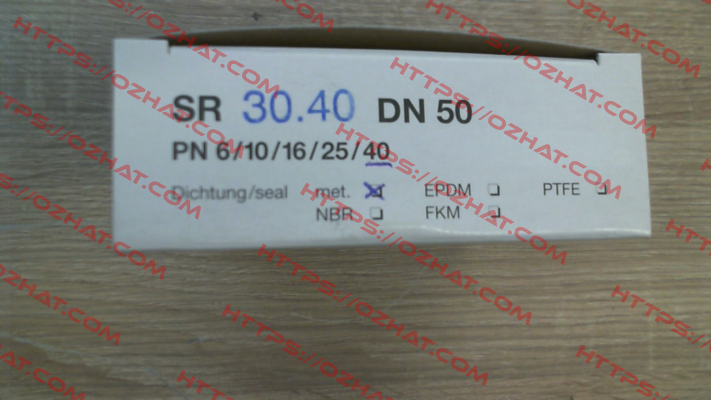 SR 30.40 DN 50
PN 6/10/16/25/40
Dichtung/seal met. ☒ EPDM ❏ PTFE ❏
NBR ❏ FKM ❏
HTTPS://OZHAT.COM